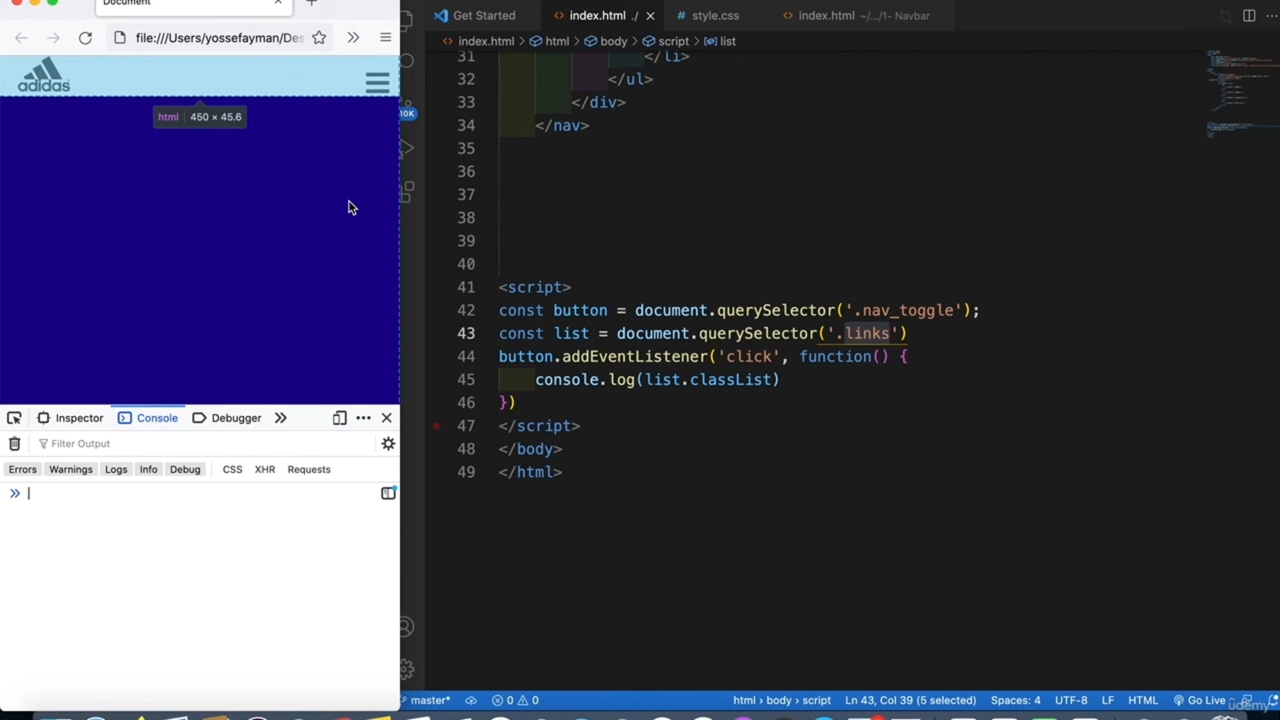 Document
file:///Users/yossefayman/Des
adidas
html 450 × 45.6
Inspector Console Debugger
Filter Output
Errors Warnings Logs Info Debug CSS XHR Requests
Get Started index.html ./ style.css index.html ~/.../1- Navbar
index.html > html > body > script > list
10K
31 </li>
32 </ul>
33 </div>
34 </nav>
35
36
37
38
39
40
41 <script>
42 const button = document.querySelector('.nav_toggle');
43 const list = document.querySelector('.links')
44 button.addEventListener('click', function() {
45 console.log(list.classList)
46 })
47 </script>
48 </body>
49 </html>
master* 0 0 html > body > script Ln 43, Col 39 (5 selected) Spaces: 4 UTF-8 LF HTML Go Live
udemy